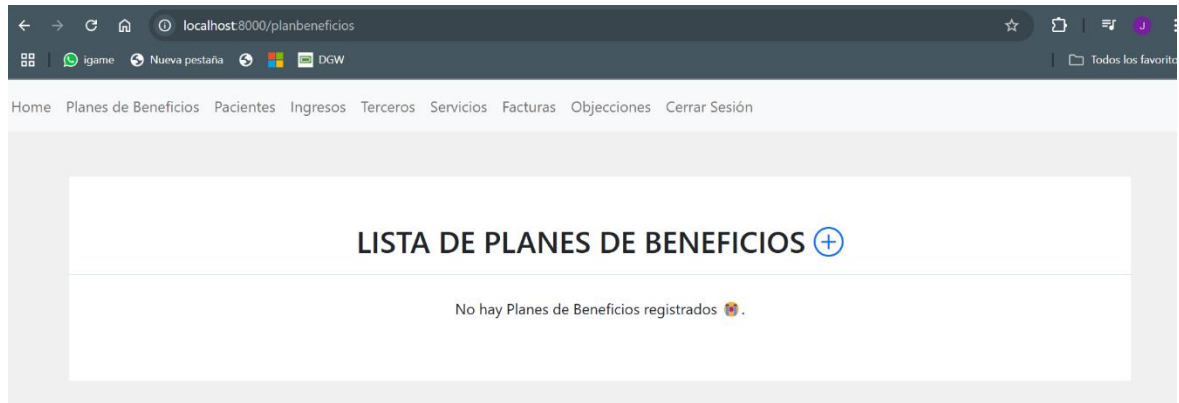 localhost:8000/planbeneficios
igame Nueva pestaña DGW Todos los favorito
Home Planes de Beneficios Pacientes Ingresos Terceros Servicios Facturas Objecciones Cerrar Sesión
LISTA DE PLANES DE BENEFICIOS
No hay Planes de Beneficios registrados .